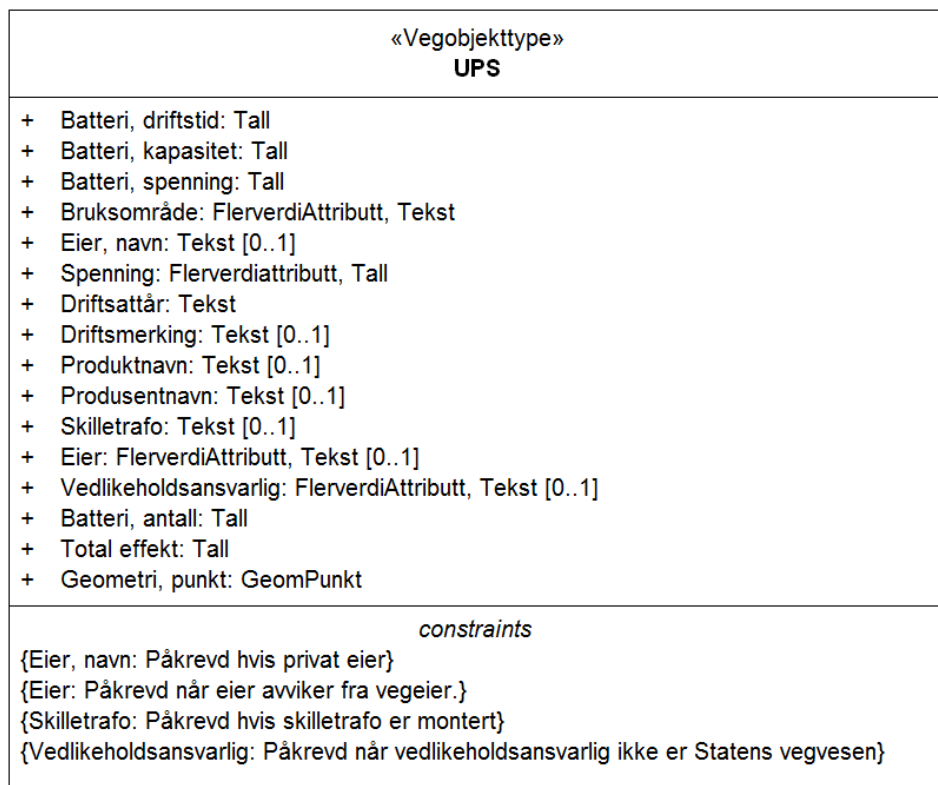 «Vegobjekttype»
UPS
+ Batteri, driftstid: Tall
+ Batteri, kapasitet: Tall
+ Batteri, spenning: Tall
+ Bruksområde: FlerverdiAttributt, Tekst
+ Eier, navn: Tekst [0..1]
+ Spenning: Flerverdiattributt, Tall
+ Driftsattår: Tekst
+ Driftsmerking: Tekst [0..1]
+ Produktnavn: Tekst [0..1]
+ Produsentnavn: Tekst [0..1]
+ Skilletrafo: Tekst [0..1]
+ Eier: FlerverdiAttributt, Tekst [0..1]
+ Vedlikeholdsansvarlig: FlerverdiAttributt, Tekst [0..1]
+ Batteri, antall: Tall
+ Total effekt: Tall
+ Geometri, punkt: GeomPunkt
constraints
{Eier, navn: Påkrevd hvis privat eier}
{Eier: Påkrevd når eier avviker fra vegeier.}
{Skilletrafo: Påkrevd hvis skilletrafo er montert}
{Vedlikeholdsansvarlig: Påkrevd når vedlikeholdsansvarlig ikke er Statens vegvesen}